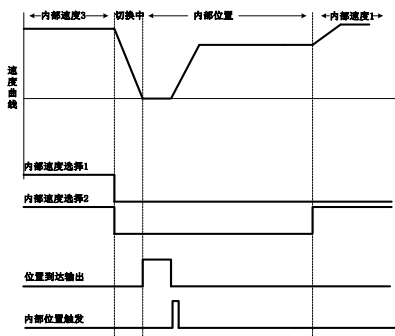 内部速度3
切换中
内部位置
内部速度1
速度曲线
内部速度选择1
内部速度选择2
位置到达输出
内部位置触发